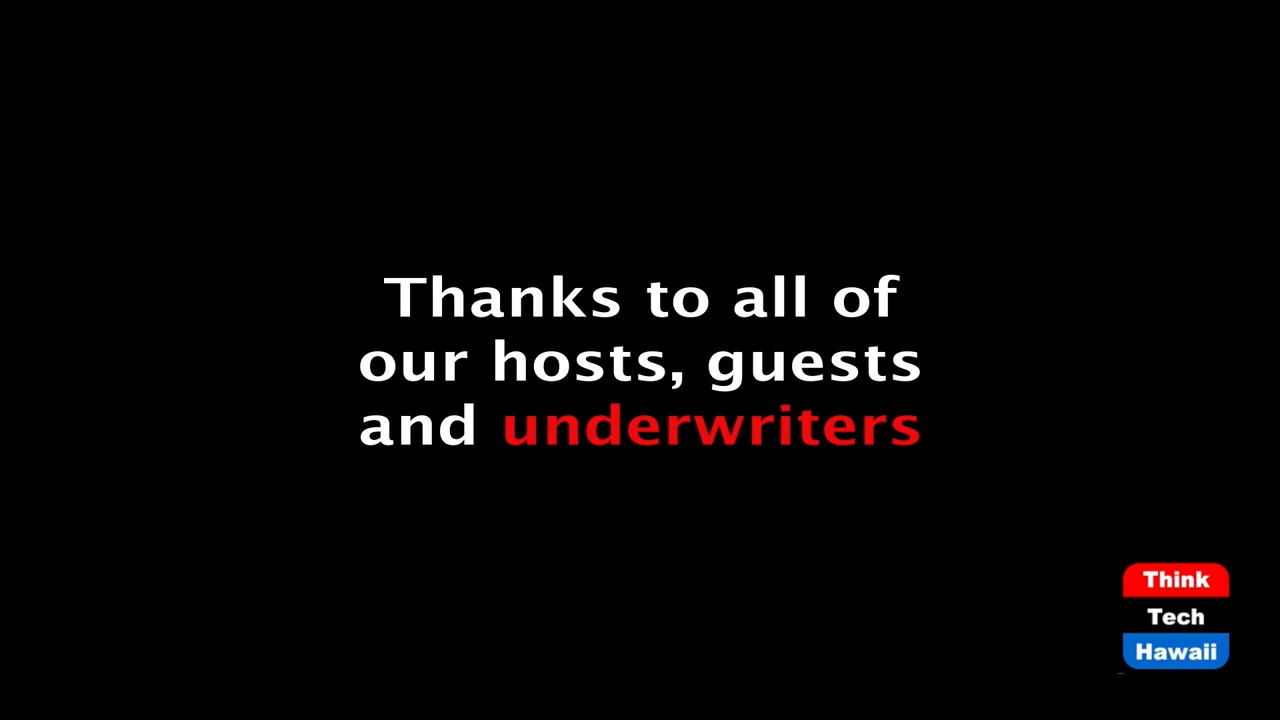 Thanks to all of
our hosts, guests
and underwriters
Think
Tech
Hawaii